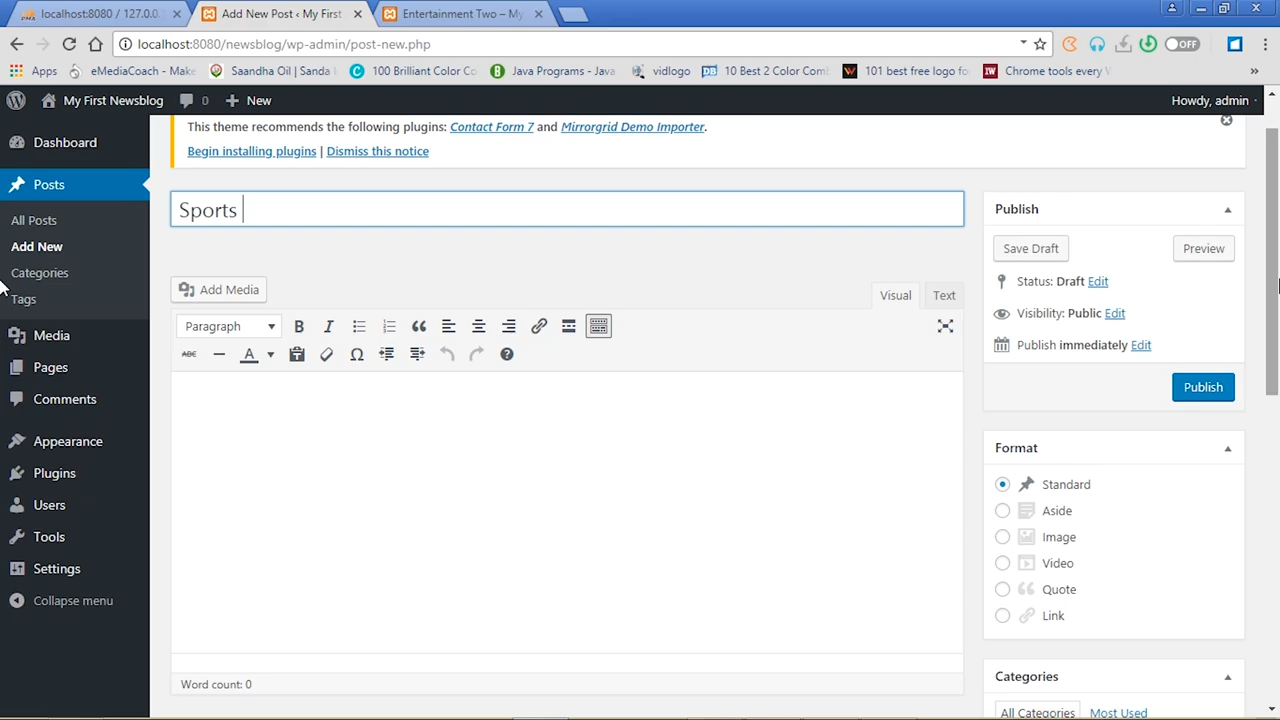 localhost:8080 / 127.0.0. Add New Post ‹ My First Entertainment Two – My
localhost:8080/newsblog/wp-admin/post-new.php OFF
Apps eMediaCoach - Make Saandha Oil | Sanda 100 Brilliant Color Co Java Programs - Java vidlogo 10 Best 2 Color Comb 101 best free logo fo Chrome tools every W »
My First Newsblog 0 New Howdy, admin
This theme recommends the following plugins: Contact Form 7 and Mirrorgrid Demo Importer.
Begin installing plugins | Dismiss this notice
Dashboard
Posts
All Posts
Add New
Categories
Tags
Media
Pages
Comments
Appearance
Plugins
Users
Tools
Settings
Collapse menu
Sports
Add Media
Visual Text
Paragraph B I
ABC A Ω
Word count: 0
Publish
Save Draft Preview
Status: Draft Edit
Visibility: Public Edit
Publish immediately Edit
Publish
Format
Standard
Aside
Image
Video
Quote
Link
Categories
All Categories Most Used